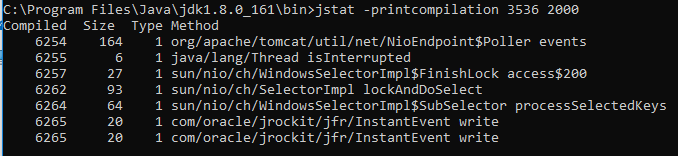 C:\Program Files\Java\jdk1.8.0_161\bin>jstat -printcompilation 3536 2000
Compiled  Size  Type Method
    6254    164    1 org/apache/tomcat/util/net/NioEndpoint$Poller events
    6255      6    1 java/lang/Thread isInterrupted
    6257     27    1 sun/nio/ch/WindowsSelectorImpl$FinishLock access$200
    6262     93    1 sun/nio/ch/SelectorImpl lockAndDoSelect
    6264     64    1 sun/nio/ch/WindowsSelectorImpl$SubSelector processSelectedKeys
    6265     20    1 com/oracle/jrockit/jfr/InstantEvent write
    6265     20    1 com/oracle/jrockit/jfr/InstantEvent write